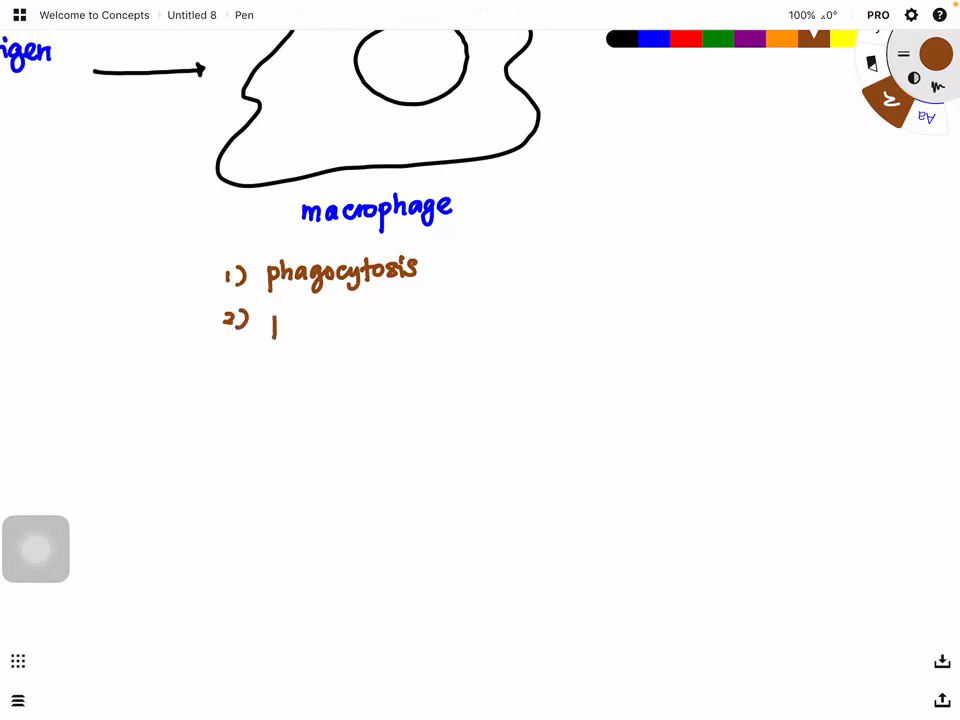 Welcome to Concepts Untitled 8 Pen 100% 0° PRO
igen
Aa
macrophage
1) phagocytosis
2)